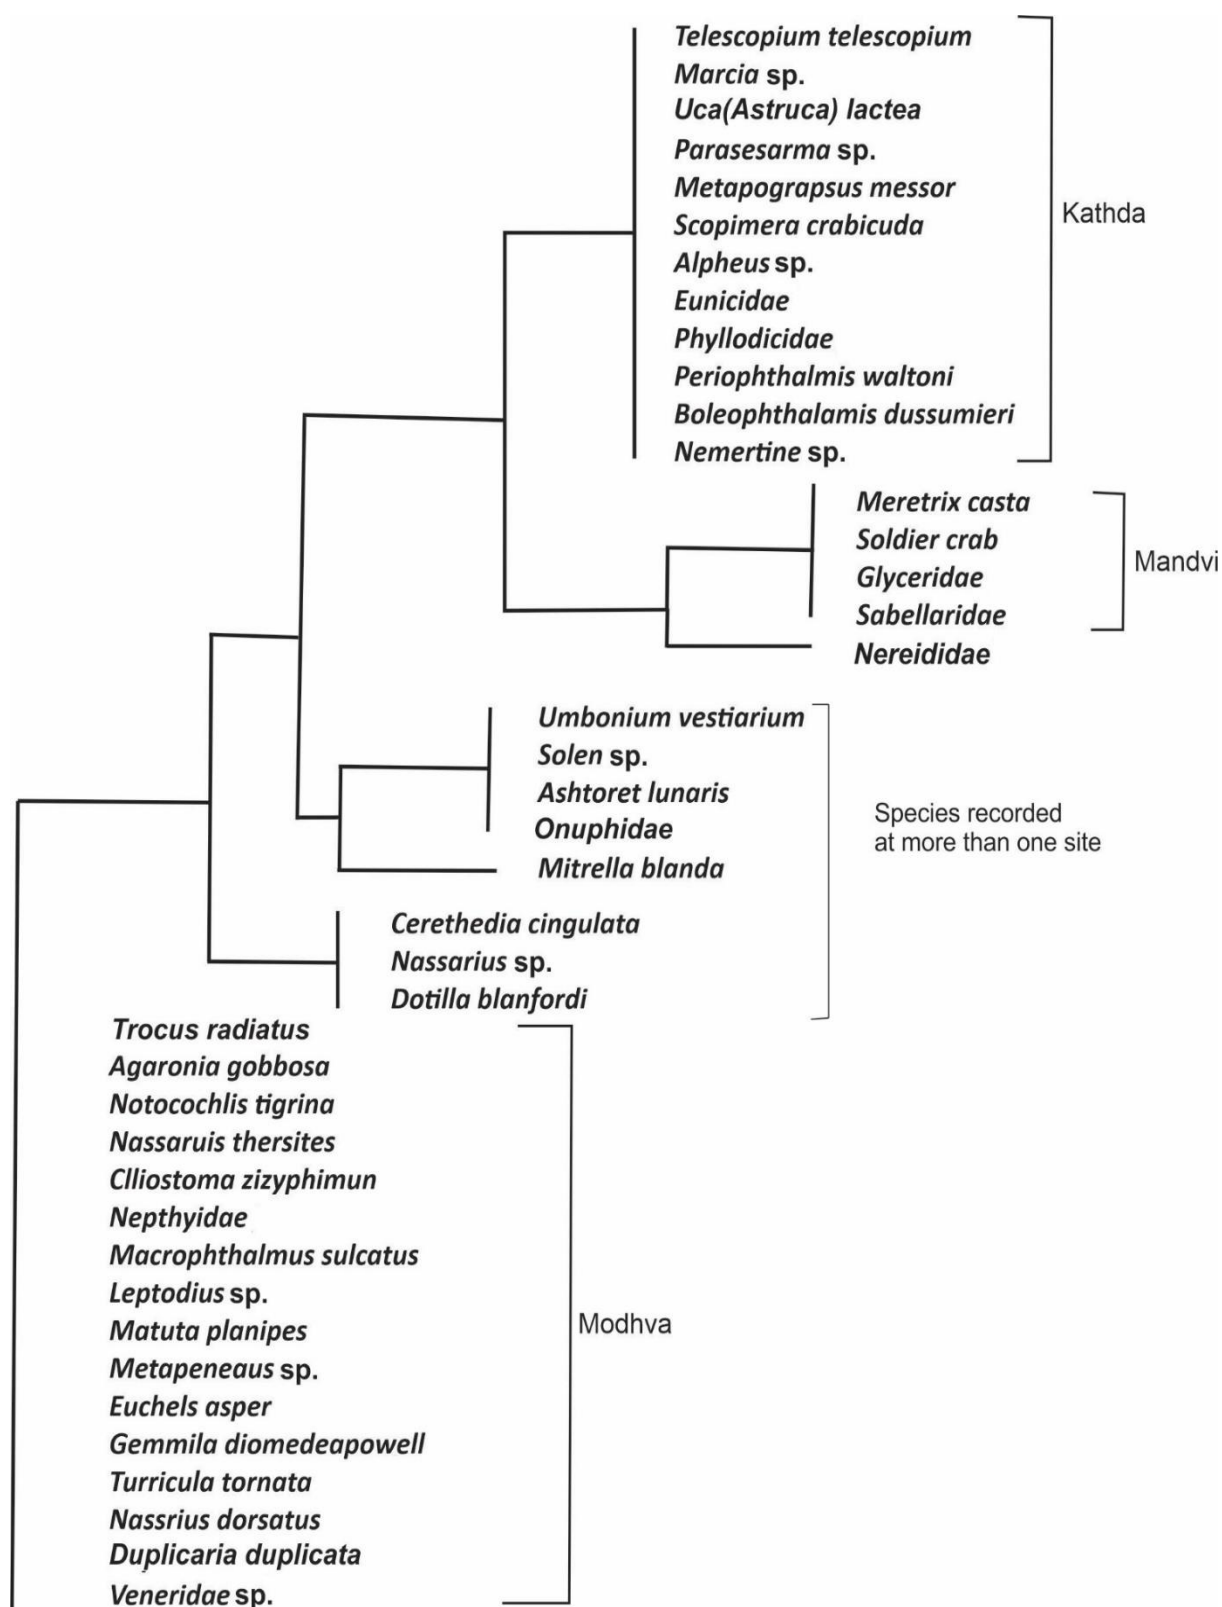 Telescopium telescopium
Marcia sp.
Uca(Astruca) lactea
Parasesarma sp.
Metapograpsus messor
Scopimera crabicuda
Alpheus sp.
Eunicidae
Phyllodicidae
Periophthalmis waltoni
Boleophthalamis dussumieri
Nemertine sp.
Kathda
Meretrix casta
Soldier crab
Glyceridae
Sabellaridae
Mandvi
Nereididae
Umbonium vestiarium
Solen sp.
Ashtoret lunaris
Onuphidae
Mitrella blanda
Cerethedia cingulata
Nassarius sp.
Dotilla blanfordi
Species recorded
at more than one site
Trocus radiatus
Agaronia gobbosa
Notocochlis tigrina
Nassaruis thersites
Clliostoma zizyphimun
Nepthyidae
Macrophthalmus sulcatus
Leptodius sp.
Matuta planipes
Metapeneaus sp.
Euchels asper
Gemmila diomedeapowell
Turricula tornata
Nassrius dorsatus
Duplicaria duplicata
Veneridae sp.
Modhva